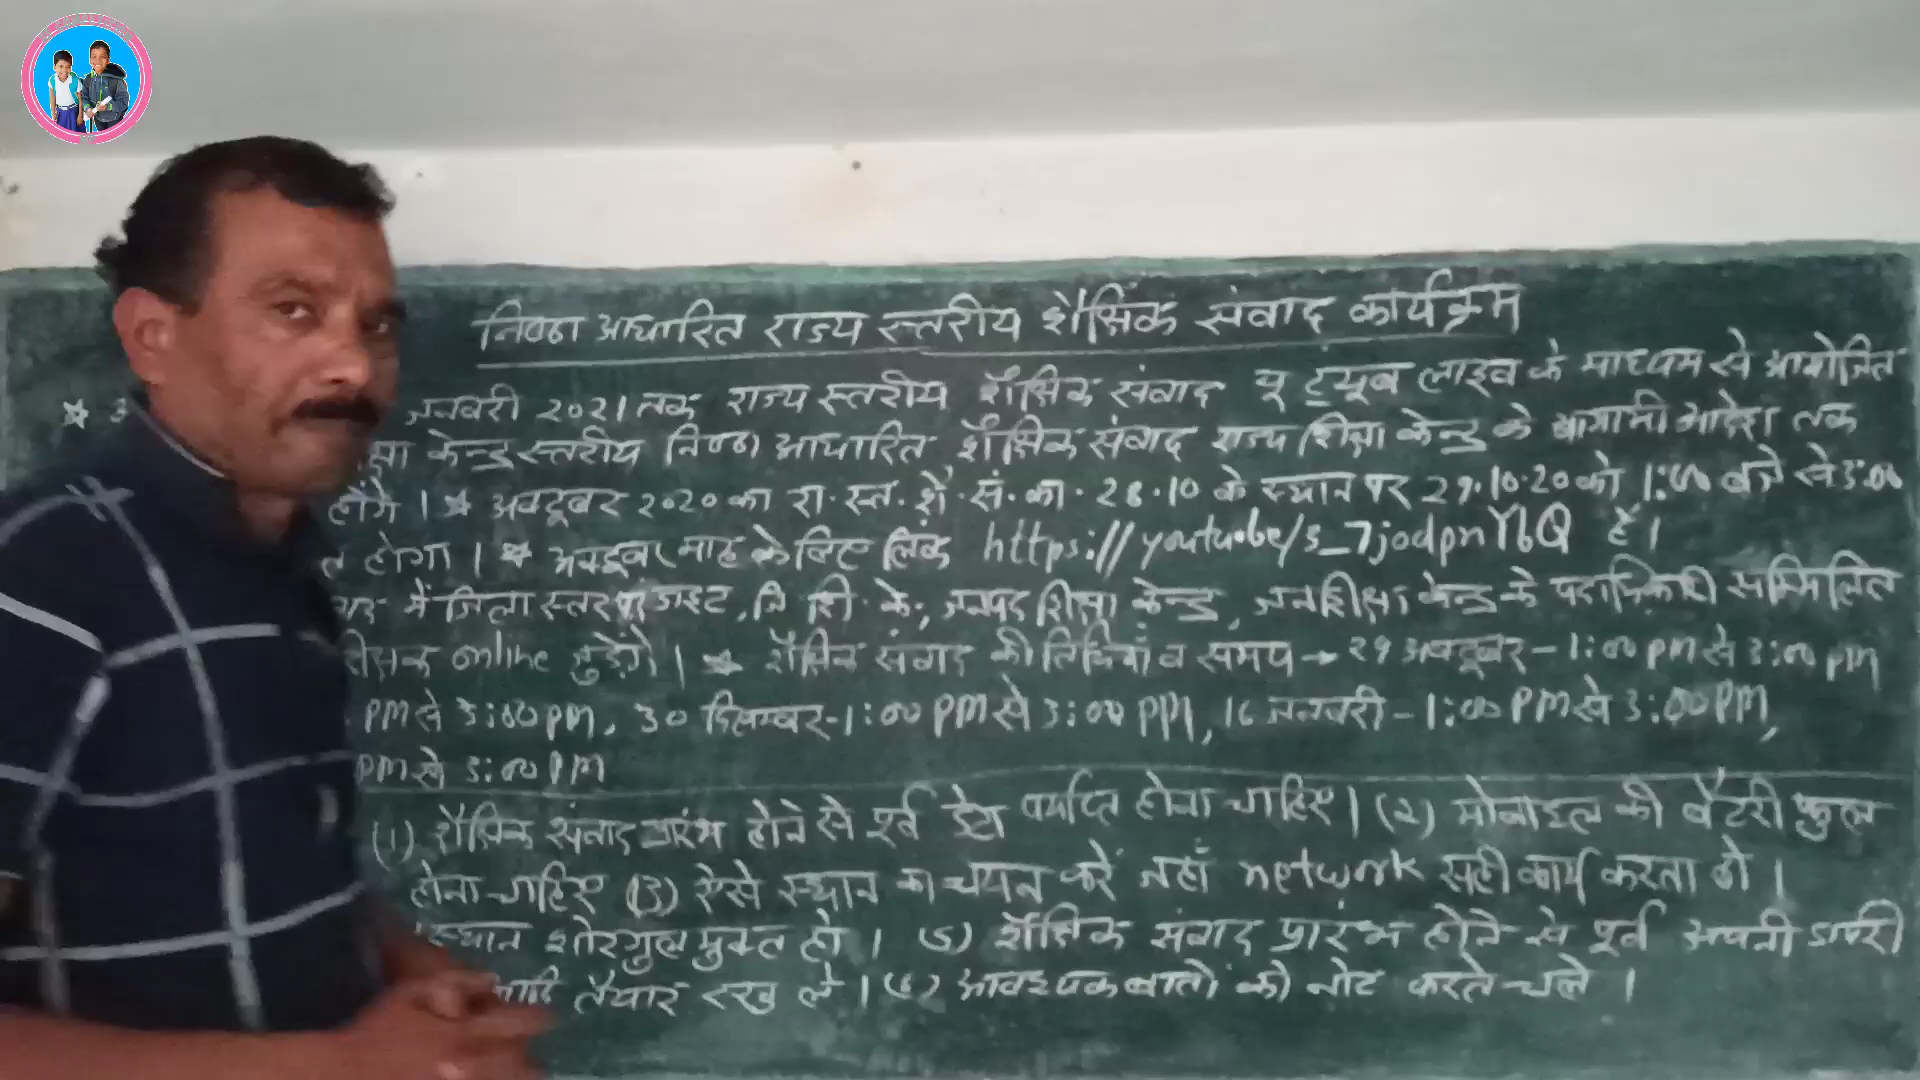 निष्ठा आधारित राज्य स्तरीय शैक्षिक संवाद कार्यक्रम
* जनवरी २०२१ तक राज्य स्तरीय शैक्षिक संवाद यू ट्यूब लाइव के माध्यम से आयोजित
केन्द्र स्तरीय निष्ठा आधारित शैक्षिक संवाद राज्य शिक्षा केन्द्र के आगामी आदेश तक
होंगे । * अक्टूबर २०२० का रा. स्त. शै. सं. का. 28.10 के स्थान पर 29.10.20 को 1:00 बजे से 3:00
होगा । * अक्टूबर माह के लिए लिंक https://youtube/s_7jodpnYbQ है।
में जिला स्तर डाइट, जि. शि. के; जनपद शिक्षा केन्द्र, जनशिक्षा केन्द्र के पदाधिकारी सम्मिलित
online जुड़ेंगे । * शैक्षिक संवाद की तिथियाँ व समय → 29 अक्टूबर - 1:00 pm से 3:00 pm
PM से 3:00 pm, 30 दिसम्बर - 1:00 PM से 3:00 PM, 16 जनवरी - 1:00 PM से 3:00 PM,
PM से 3:00 PM
(1) शैक्षिक संवाद प्रारंभ होने से पूर्व डेटा पर्याप्त होना चाहिए । (२) मोबाइल की बैटरी फुल
होना चाहिए (3) ऐसे स्थान का चयन करें जहाँ network सही कार्य करता हो ।
स्थान शोरगुल मुक्त हो । 5) शैक्षिक संवाद प्रारंभ होने से पूर्व अपनी डायरी
आदि तैयार रख ले । आवश्यक बातों को नोट करते चले ।